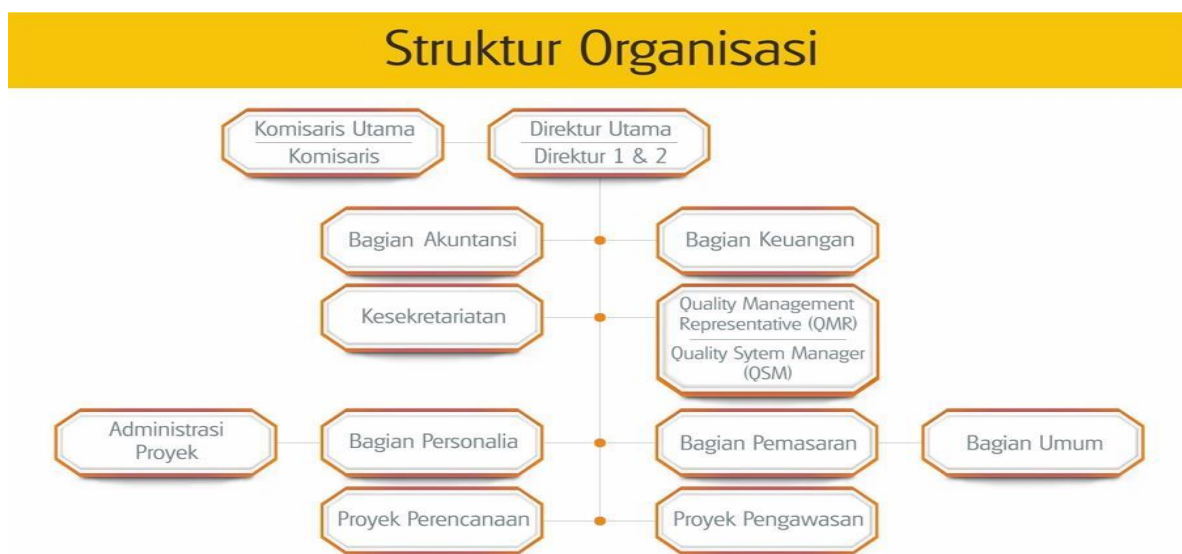 Struktur Organisasi
Komisaris Utama
Komisaris
Direktur Utama
Direktur 1 & 2
Bagian Akuntansi
Bagian Keuangan
Kesekretariatan
Quality Management
Representative (QMR)
Quality Sytem Manager
(QSM)
Administrasi
Proyek
Bagian Personalia
Bagian Pemasaran
Bagian Umum
Proyek Perencanaan
Proyek Pengawasan